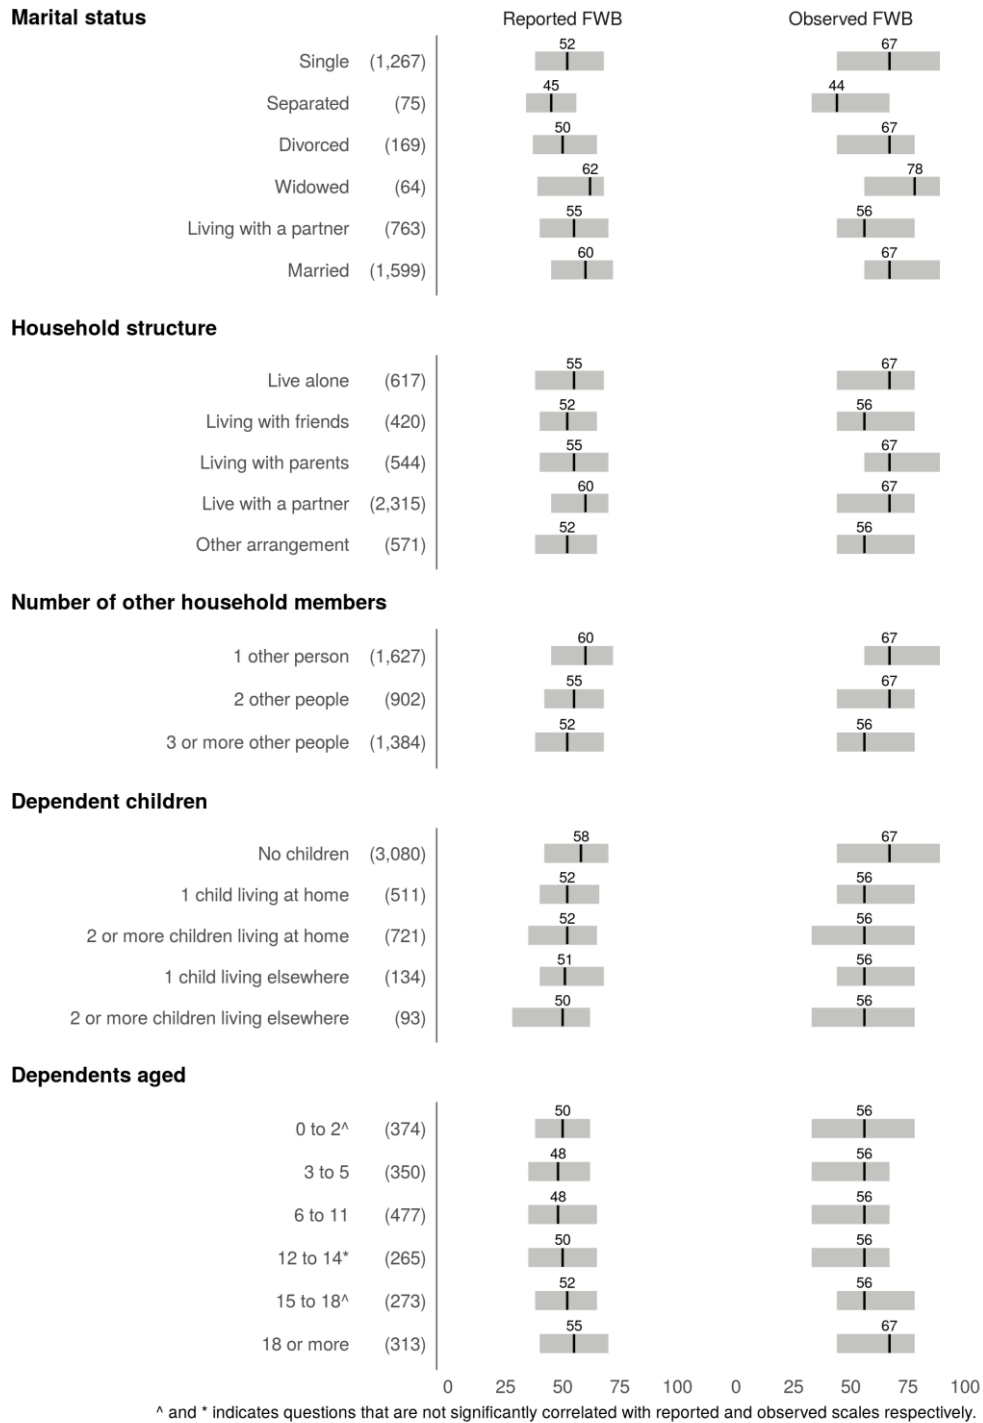 Marital status Reported FWB Observed FWB
Single (1,267) 52 67
Separated (75) 45 44
Divorced (169) 50 67
Widowed (64) 62 78
Living with a partner (763) 55 56
Married (1,599) 60 67
Household structure
Live alone (617) 55 67
Living with friends (420) 52 56
Living with parents (544) 55 67
Live with a partner (2,315) 60 67
Other arrangement (571) 52 56
Number of other household members
1 other person (1,627) 60 67
2 other people (902) 55 67
3 or more other people (1,384) 52 56
Dependent children
No children (3,080) 58 67
1 child living at home (511) 52 56
2 or more children living at home (721) 52 56
1 child living elsewhere (134) 51 56
2 or more children living elsewhere (93) 50 56
Dependents aged
0 to 2^ (374) 50 56
3 to 5 (350) 48 56
6 to 11 (477) 48 56
12 to 14* (265) 50 56
15 to 18^ (273) 52 56
18 or more (313) 55 67
0 25 50 75 100 0 25 50 75 100
^ and * indicates questions that are not significantly correlated with reported and observed scales respectively.